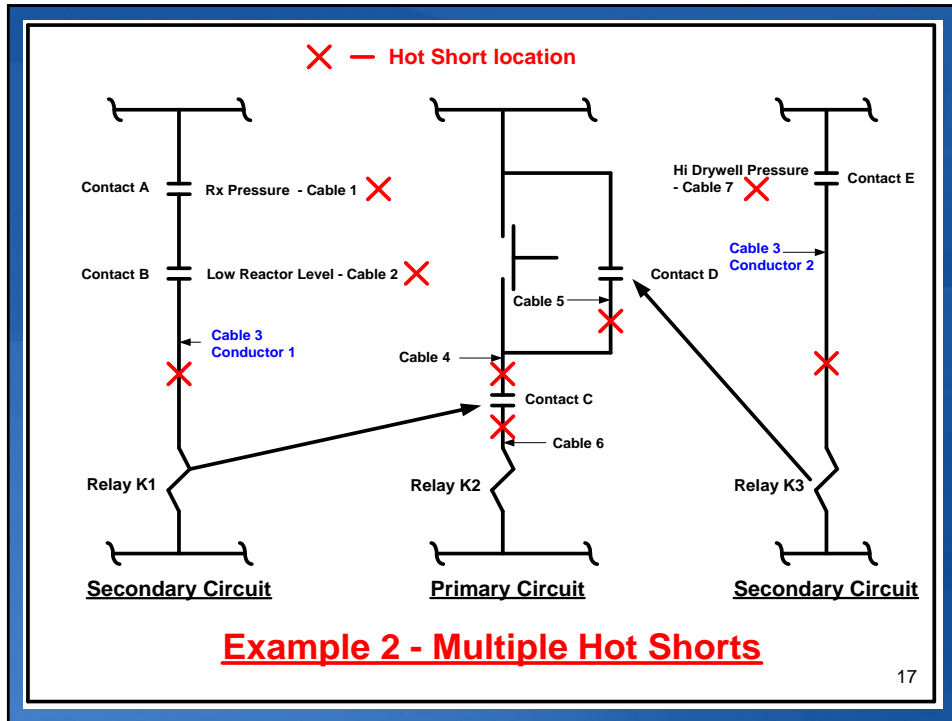 — Hot Short location
Contact A
Rx Pressure - Cable 1
Hi Drywell Pressure
- Cable 7
Contact E
Contact B
Low Reactor Level - Cable 2
Cable 3
Conductor 2
Contact D
Cable 5
Cable 3
Conductor 1
Cable 4
Contact C
Cable 6
Relay K1
Relay K2
Relay K3
Secondary Circuit
Primary Circuit
Secondary Circuit
Example 2 - Multiple Hot Shorts
17